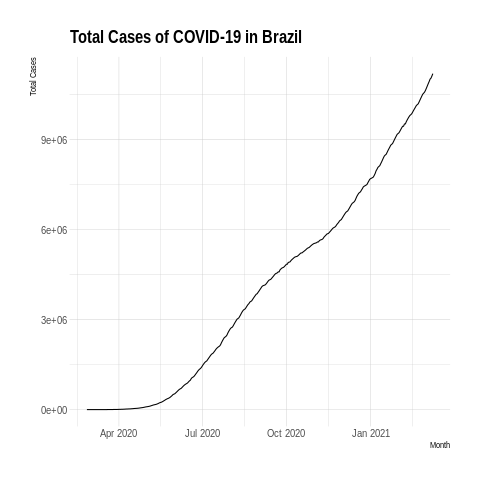 Total Cases of COVID-19 in Brazil
Total Cases
9e+06
6e+06
3e+06
0e+00
Apr 2020 Jul 2020 Oct 2020 Jan 2021
Month